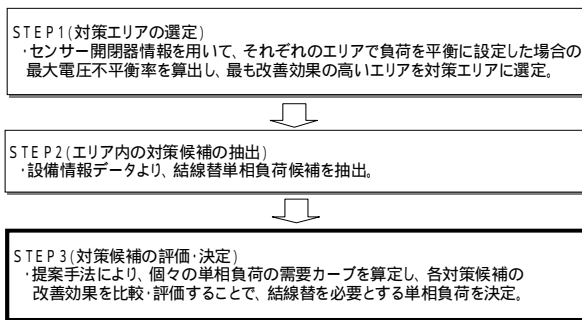 STEP1(対策エリアの選定)
・センサー開閉器情報を用いて、それぞれのエリアで負荷を平衡に設定した場合の
最大電圧不平衡率を算出し、最も改善効果の高いエリアを対策エリアに選定。
STEP2(エリア内の対策候補の抽出)
・設備情報データより、結線替単相負荷候補を抽出。
STEP3(対策候補の評価・決定)
・提案手法により、個々の単相負荷の需要カーブを算定し、各対策候補の
改善効果を比較・評価することで、結線替を必要とする単相負荷を決定。